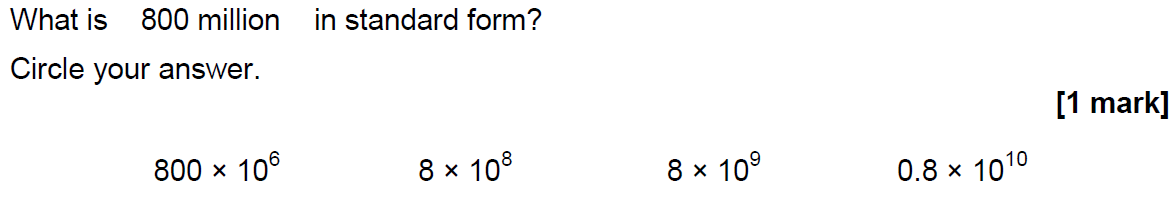 What is 800 million in standard form?
Circle your answer.
[1 mark]
800 × 10⁶ 8 × 10⁸ 8 × 10⁹ 0.8 × 10¹⁰